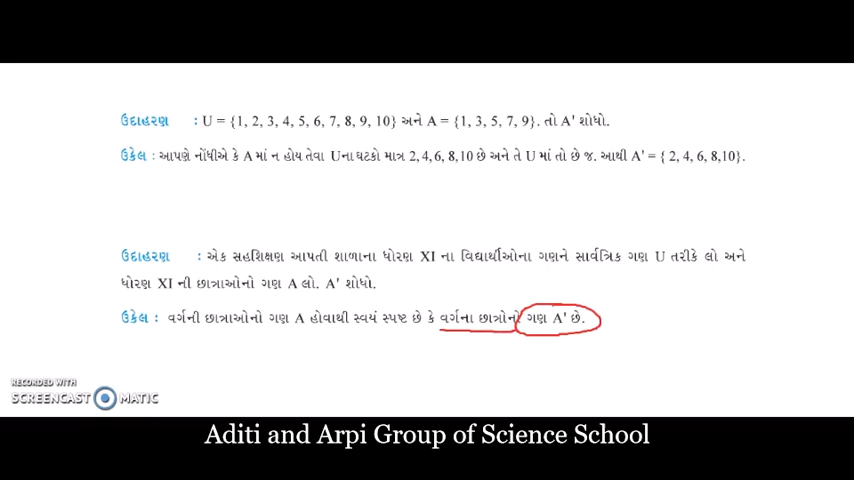 ઉદાહરણ : U = {1, 2, 3, 4, 5, 6, 7, 8, 9, 10} અને A = {1, 3, 5, 7, 9}. તો A' શોધો.
ઉકેલ : આપણે નોંધીએ કે A માં ન હોય તેવા U ના ઘટકો માત્ર 2, 4, 6, 8,10 છે અને તે U માં તો છે જ. આથી A' = { 2, 4, 6, 8,10}.
ઉદાહરણ : એક સહશિક્ષણ આપતી શાળાના ધોરણ XI ના વિદ્યાર્થીઓના ગણને સાર્વત્રિક ગણ U તરીકે લો અને
ધોરણ XI ની છાત્રાઓનો ગણ A લો. A' શોધો.
ઉકેલ : વર્ગની છાત્રાઓનો ગણ A હોવાથી સ્વયં સ્પષ્ટ છે કે વર્ગના છાત્રોનો ગણ A' છે.
RECORDED WITH
SCREENCAST MATIC
Aditi and Arpi Group of Science School